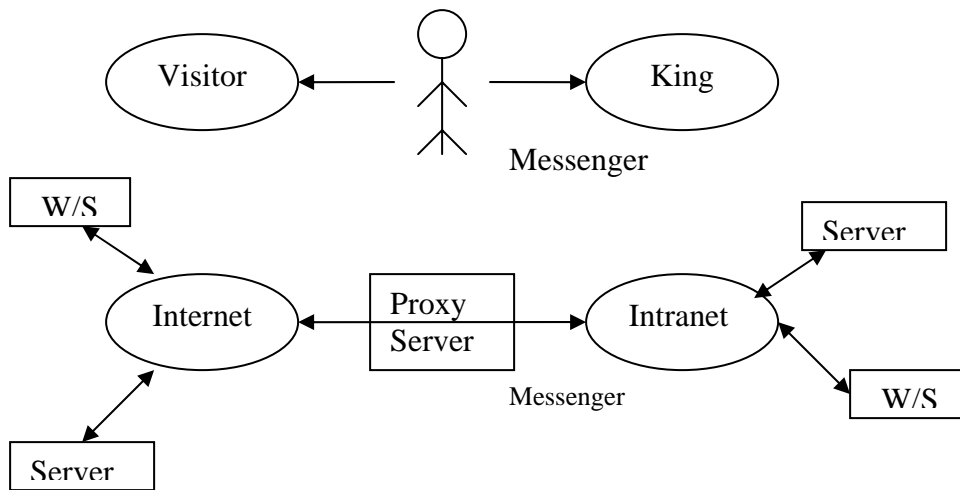 Visitor
King
Messenger
W/S
Server
Internet
Proxy
Server
Intranet
Messenger
W/S
Server